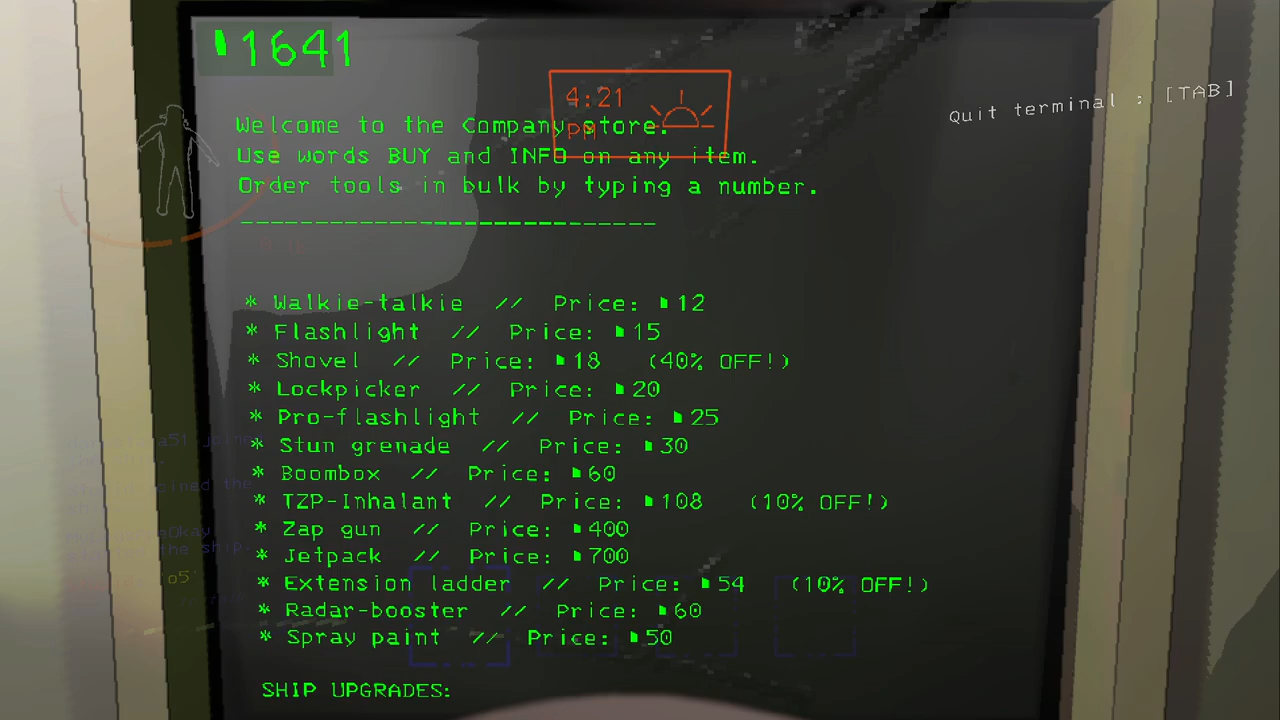 1641
4:21
pm
Quit terminal : [TAB]
Welcome to the Company store.
Use words BUY and INFO on any item.
Order tools in bulk by typing a number.
----------------------------
* Walkie-talkie // Price: ▮12
* Flashlight // Price: ▮15
* Shovel // Price: ▮18 (40% OFF!)
* Lockpicker // Price: ▮20
* Pro-flashlight // Price: ▮25
* Stun grenade // Price: ▮30
* Boombox // Price: ▮60
* TZP-Inhalant // Price: ▮108 (10% OFF!)
* Zap gun // Price: ▮400
* Jetpack // Price: ▮700
* Extension ladder // Price: ▮54 (10% OFF!)
* Radar-booster // Price: ▮60
* Spray paint // Price: ▮50
SHIP UPGRADES: